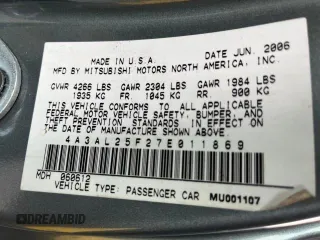 MADE IN U.S.A. DATE JUN. 2006
MFD BY MITSUBISHI MOTORS NORTH AMERICA, INC.
GVWR 4266 LBS GAWR 2304 LBS GAWR 1984 LBS
1935 KG FR 1045 KG RR 900 KG
THIS VEHICLE CONFORMS TO ALL APPLICABLE
FEDERAL MOTOR VEHICLE SAFETY, BUMPER, AND
THEFT PREVENTION STANDARDS IN EFFECT ON
THE DATE OF MANUFACTURE SHOWN ABOVE.
4A3AL25F27E011869
MDH 060612
VEHICLE TYPE: PASSENGER CAR MU001107
DREAMBID